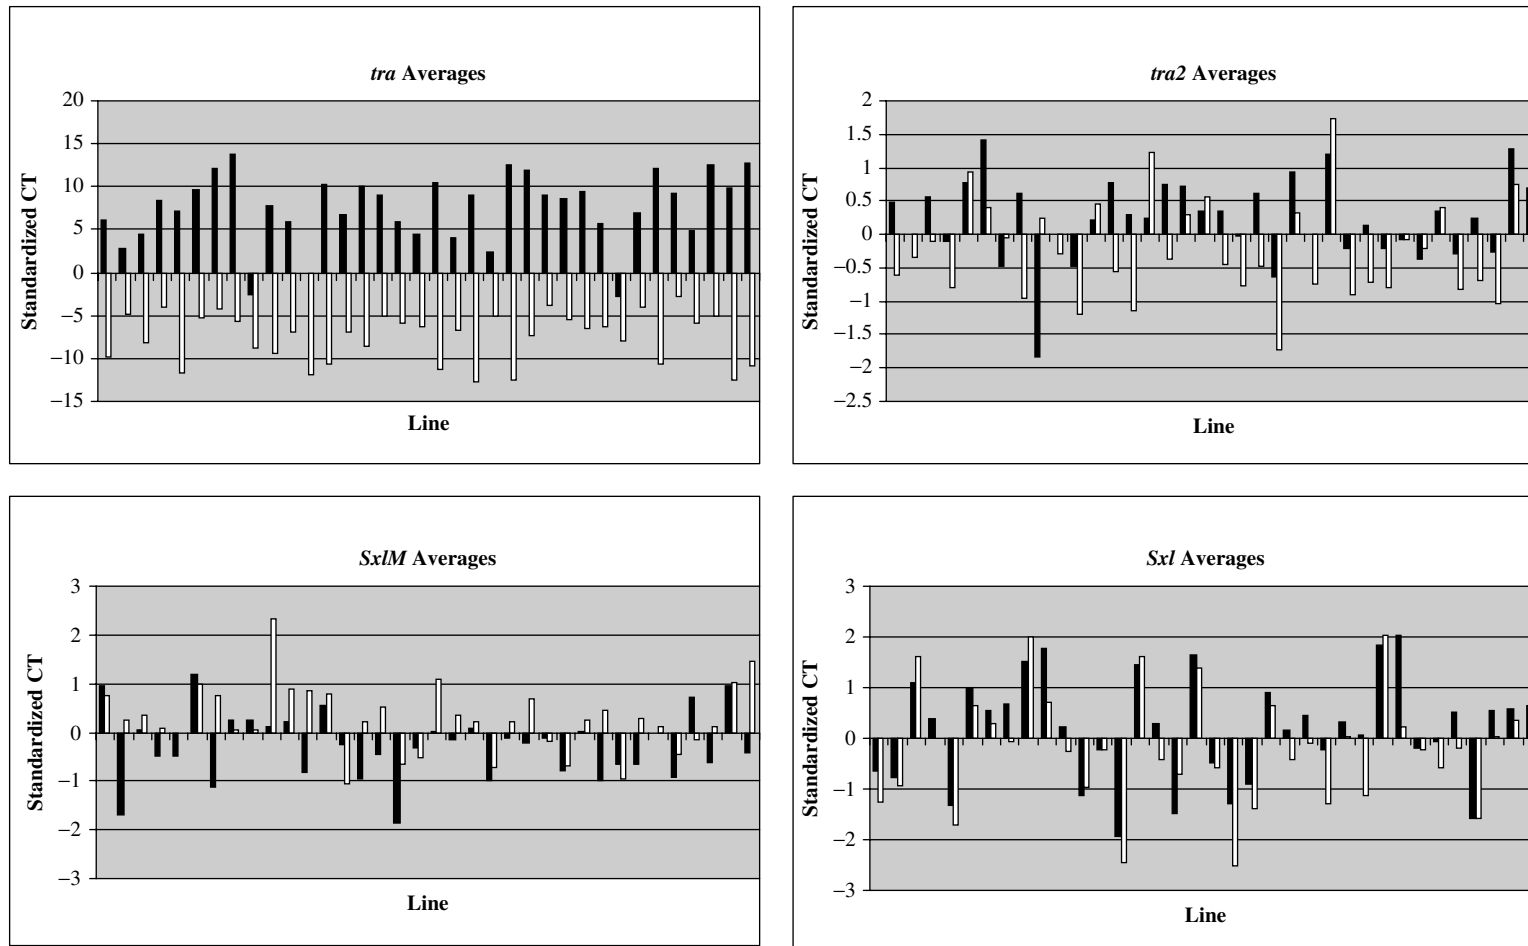 tra Averages
20
15
10
5
0
−5
−10
−15
Standardized CT
Line
tra2 Averages
2
1.5
1
0.5
0
−0.5
−1
−1.5
−2
−2.5
Standardized CT
Line
SxlM Averages
3
2
1
0
−1
−2
−3
Standardized CT
Line
Sxl Averages
3
2
1
0
−1
−2
−3
Standardized CT
Line